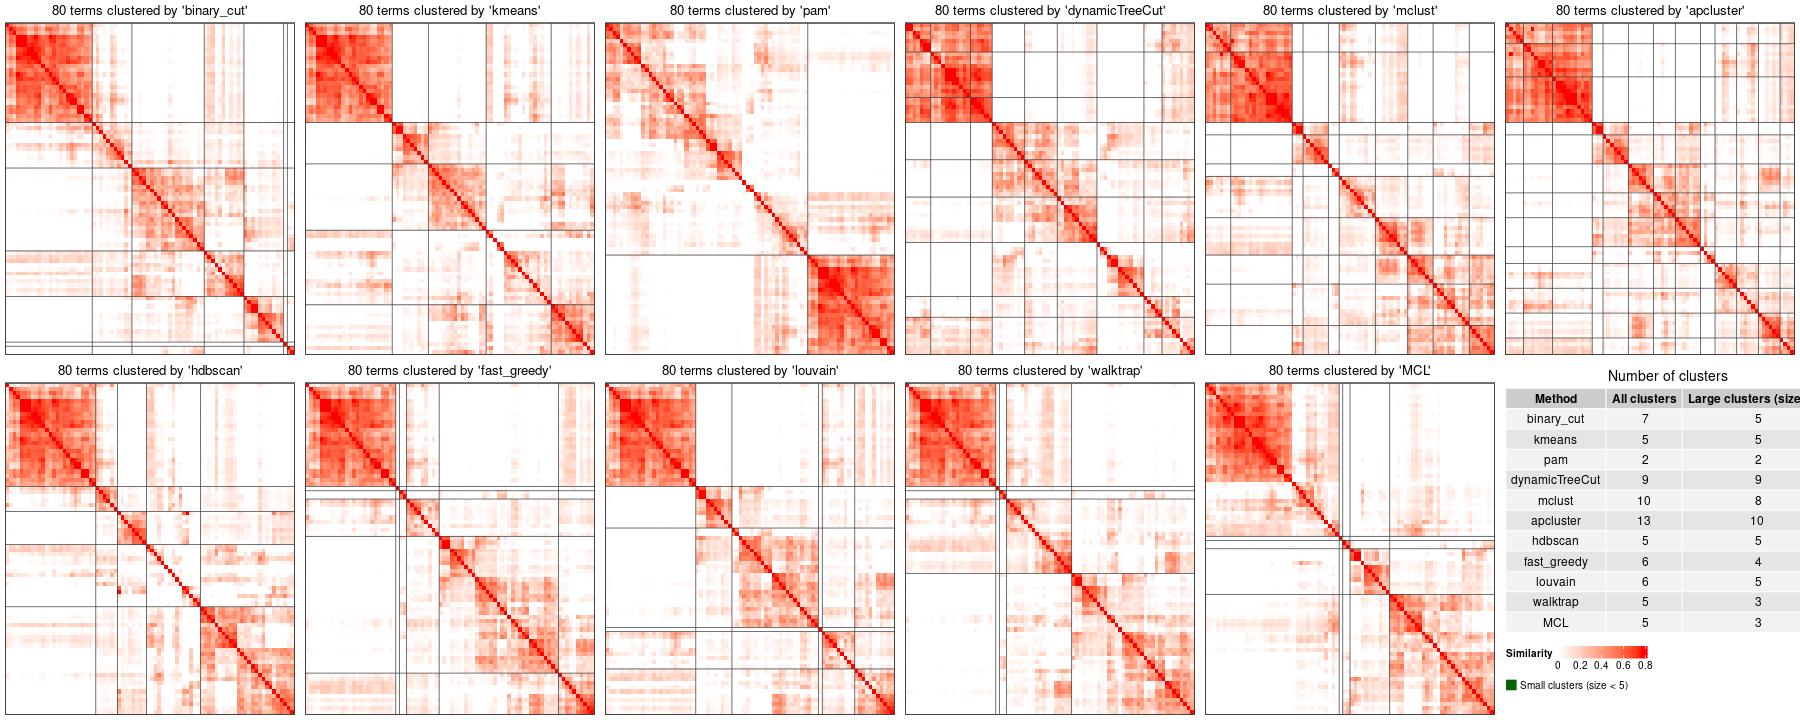 80 terms clustered by 'binary_cut'
80 terms clustered by 'kmeans'
80 terms clustered by 'pam'
80 terms clustered by 'dynamicTreeCut'
80 terms clustered by 'mclust'
80 terms clustered by 'apcluster'
80 terms clustered by 'hdbscan'
80 terms clustered by 'fast_greedy'
80 terms clustered by 'louvain'
80 terms clustered by 'walktrap'
80 terms clustered by 'MCL'
Number of clusters
Method All clusters Large clusters (size
binary_cut 7 5
kmeans 5 5
pam 2 2
dynamicTreeCut 9 9
mclust 10 8
apcluster 13 10
hdbscan 5 5
fast_greedy 6 4
louvain 6 5
walktrap 5 3
MCL 5 3
Similarity
0 0.2 0.4 0.6 0.8
Small clusters (size < 5)